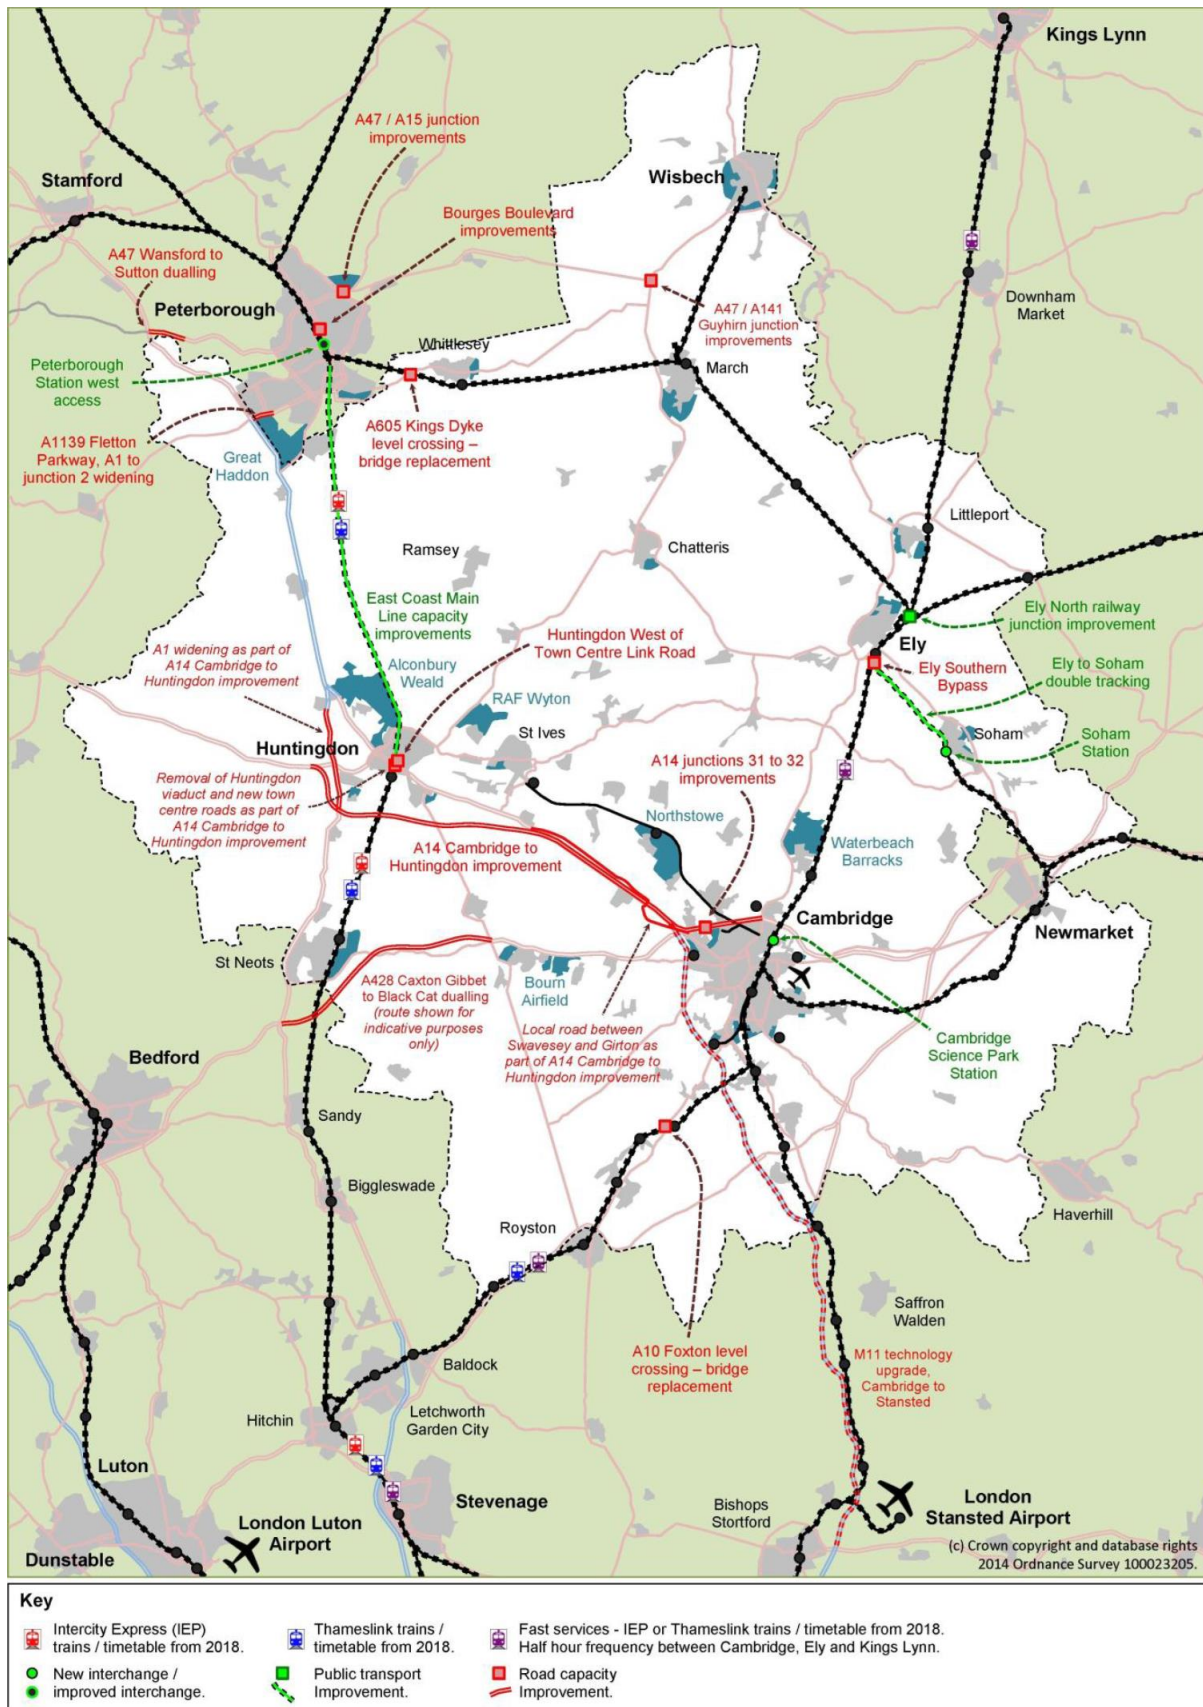 Kings Lynn
A47 / A15 junction
improvements
Stamford
Wisbech
Bourges Boulevard
improvements
A47 Wansford to
Sutton dualling
Peterborough
Downham
Market
A47 / A141
Guyhirn junction
improvements
Whittlesey
March
Peterborough
Station west
access
A605 Kings Dyke
level crossing –
bridge replacement
A1139 Fletton
Parkway, A1 to
junction 2 widening
Great
Haddon
Littleport
Ramsey
Chatteris
East Coast Main
Line capacity
improvements
Ely North railway
junction improvement
Ely
Huntingdon West of
Town Centre Link Road
A1 widening as part of
A14 Cambridge to
Huntingdon improvement
Alconbury
Weald
Ely Southern
Bypass
Ely to Soham
double tracking
RAF Wyton
St Ives
Soham
Soham
Station
Huntingdon
A14 junctions 31 to 32
improvements
Removal of Huntingdon
viaduct and new town
centre roads as part of
A14 Cambridge to
Huntingdon improvement
Northstowe
Waterbeach
Barracks
A14 Cambridge to
Huntingdon improvement
Cambridge
Newmarket
St Neots
A428 Caxton Gibbet
to Black Cat dualling
(route shown for
indicative purposes
only)
Bourn
Airfield
Local road between
Swavesey and Girton as
part of A14 Cambridge to
Huntingdon improvement
Cambridge
Science Park
Station
Bedford
Sandy
Biggleswade
Royston
Haverhill
Saffron
Walden
A10 Foxton level
crossing – bridge
replacement
M11 technology
upgrade,
Cambridge to
Stansted
Baldock
Letchworth
Garden City
Hitchin
Luton
Stevenage
Bishops
Stortford
London
Stansted Airport
London Luton
Airport
Dunstable
(c) Crown copyright and database rights
2014 Ordnance Survey 100023205.
Key
Intercity Express (IEP)
trains / timetable from 2018.
Thameslink trains /
timetable from 2018.
Fast services - IEP or Thameslink trains / timetable from 2018.
Half hour frequency between Cambridge, Ely and Kings Lynn.
New interchange /
improved interchange.
Public transport
Improvement.
Road capacity
Improvement.